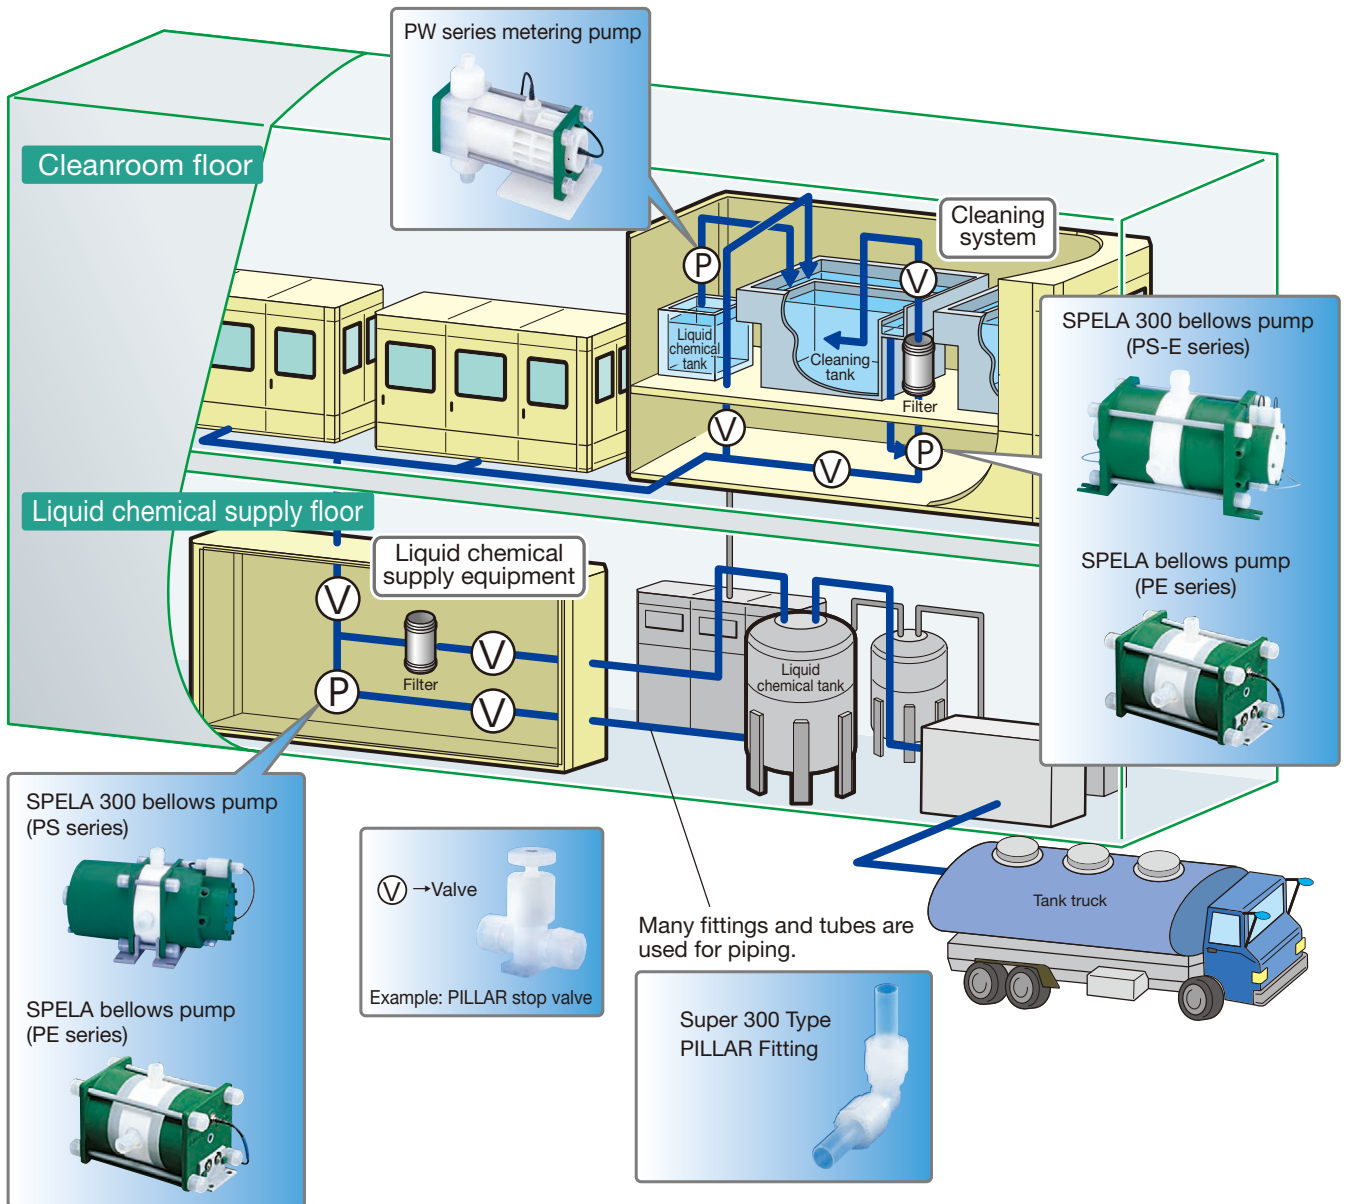 PW series metering pump
Cleanroom floor
Cleaning
system
P
V
Liquid
chemical
tank
Cleaning
tank
Filter
V
V
P
SPELA 300 bellows pump
(PS-E series)
SPELA bellows pump
(PE series)
Liquid chemical supply floor
Liquid chemical
supply equipment
V
Filter
V
P
V
Liquid
chemical tank
SPELA 300 bellows pump
(PS series)
SPELA bellows pump
(PE series)
V →Valve
Example: PILLAR stop valve
Many fittings and tubes are
used for piping.
Super 300 Type
PILLAR Fitting
Tank truck